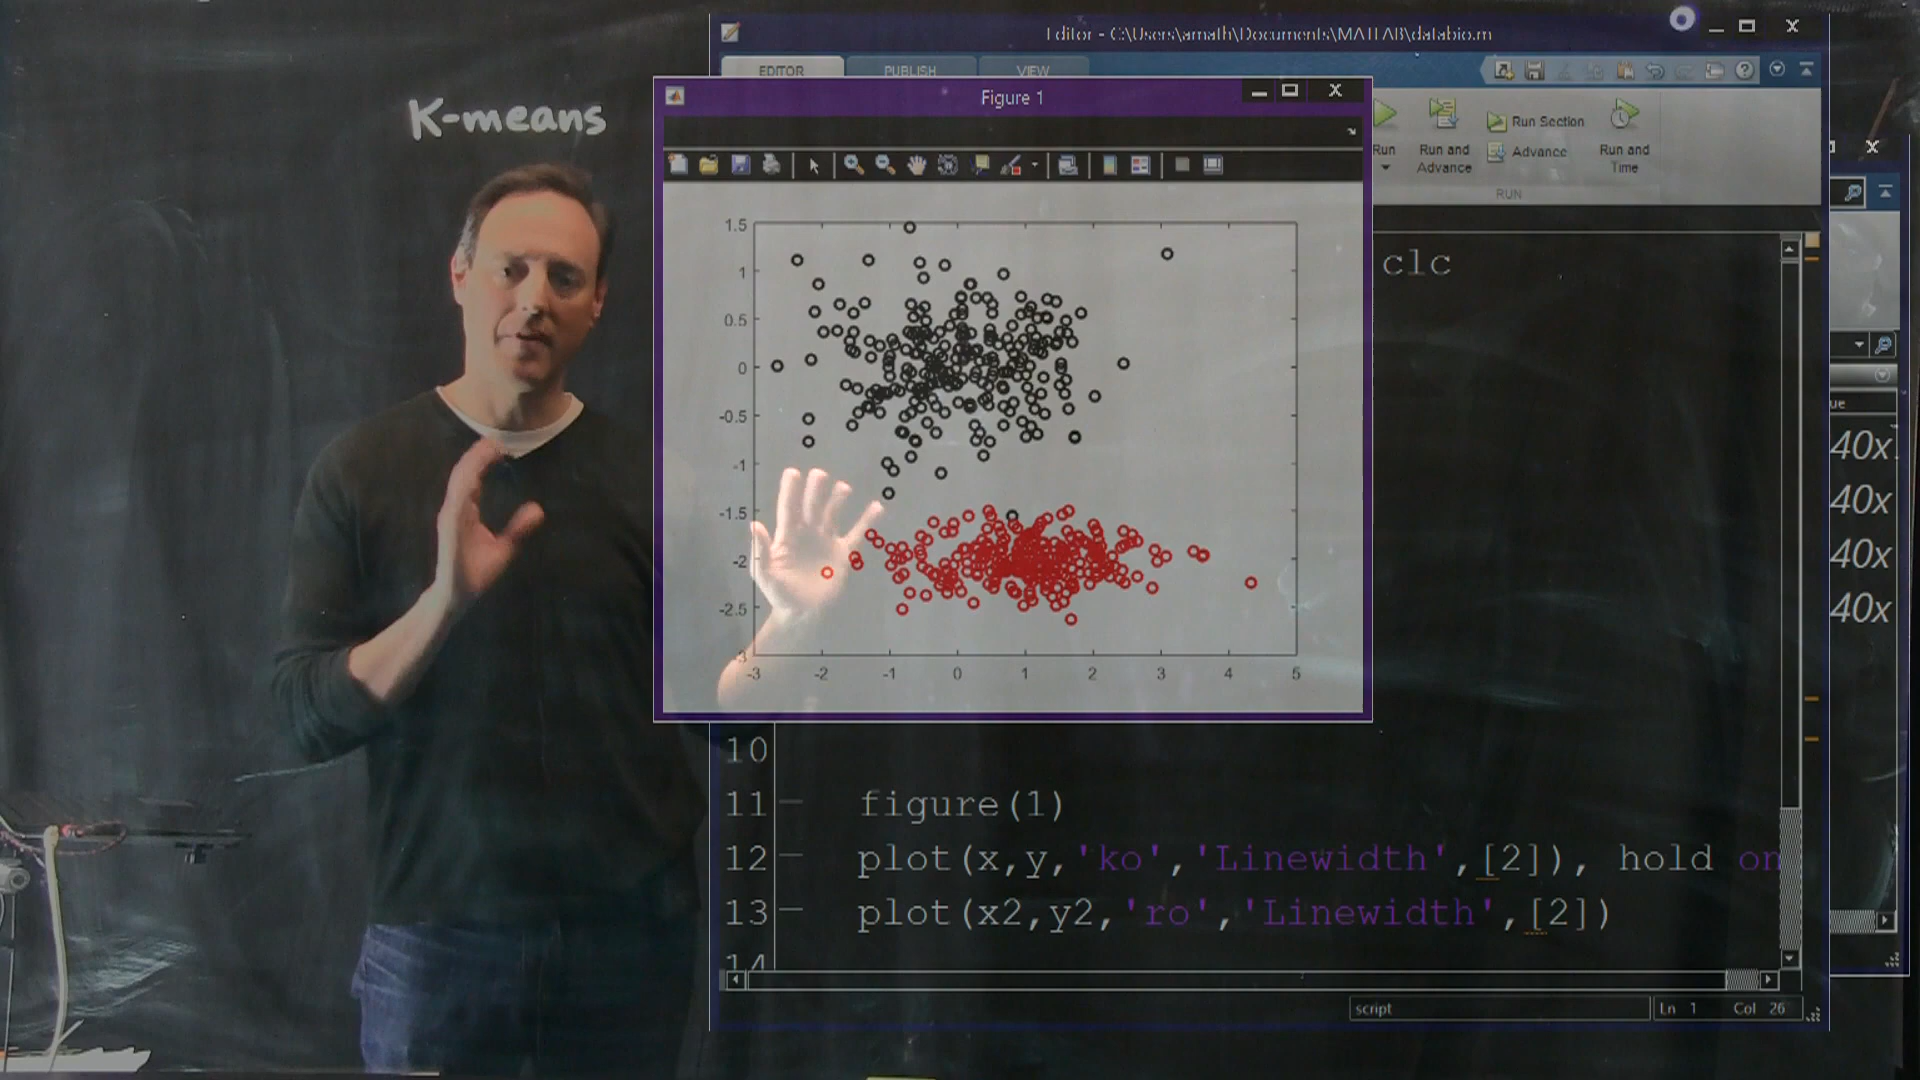 K-means
Editor - C:\Users\amath\Documents\MATLAB\databio.m
EDITOR PUBLISH VIEW
Figure 1
Run
Run and Advance
Run Section
Advance
Run and Time
RUN
clc
1.5
1
0.5
0
-0.5
-1
-1.5
-2
-2.5
-3
-3 -2 -1 0 1 2 3 4 5
40x
40x
40x
40x
10
11 figure(1)
12 plot(x,y,'ko','Linewidth',[2]), hold on
13 plot(x2,y2,'ro','Linewidth',[2])
14
script Ln 1 Col 26